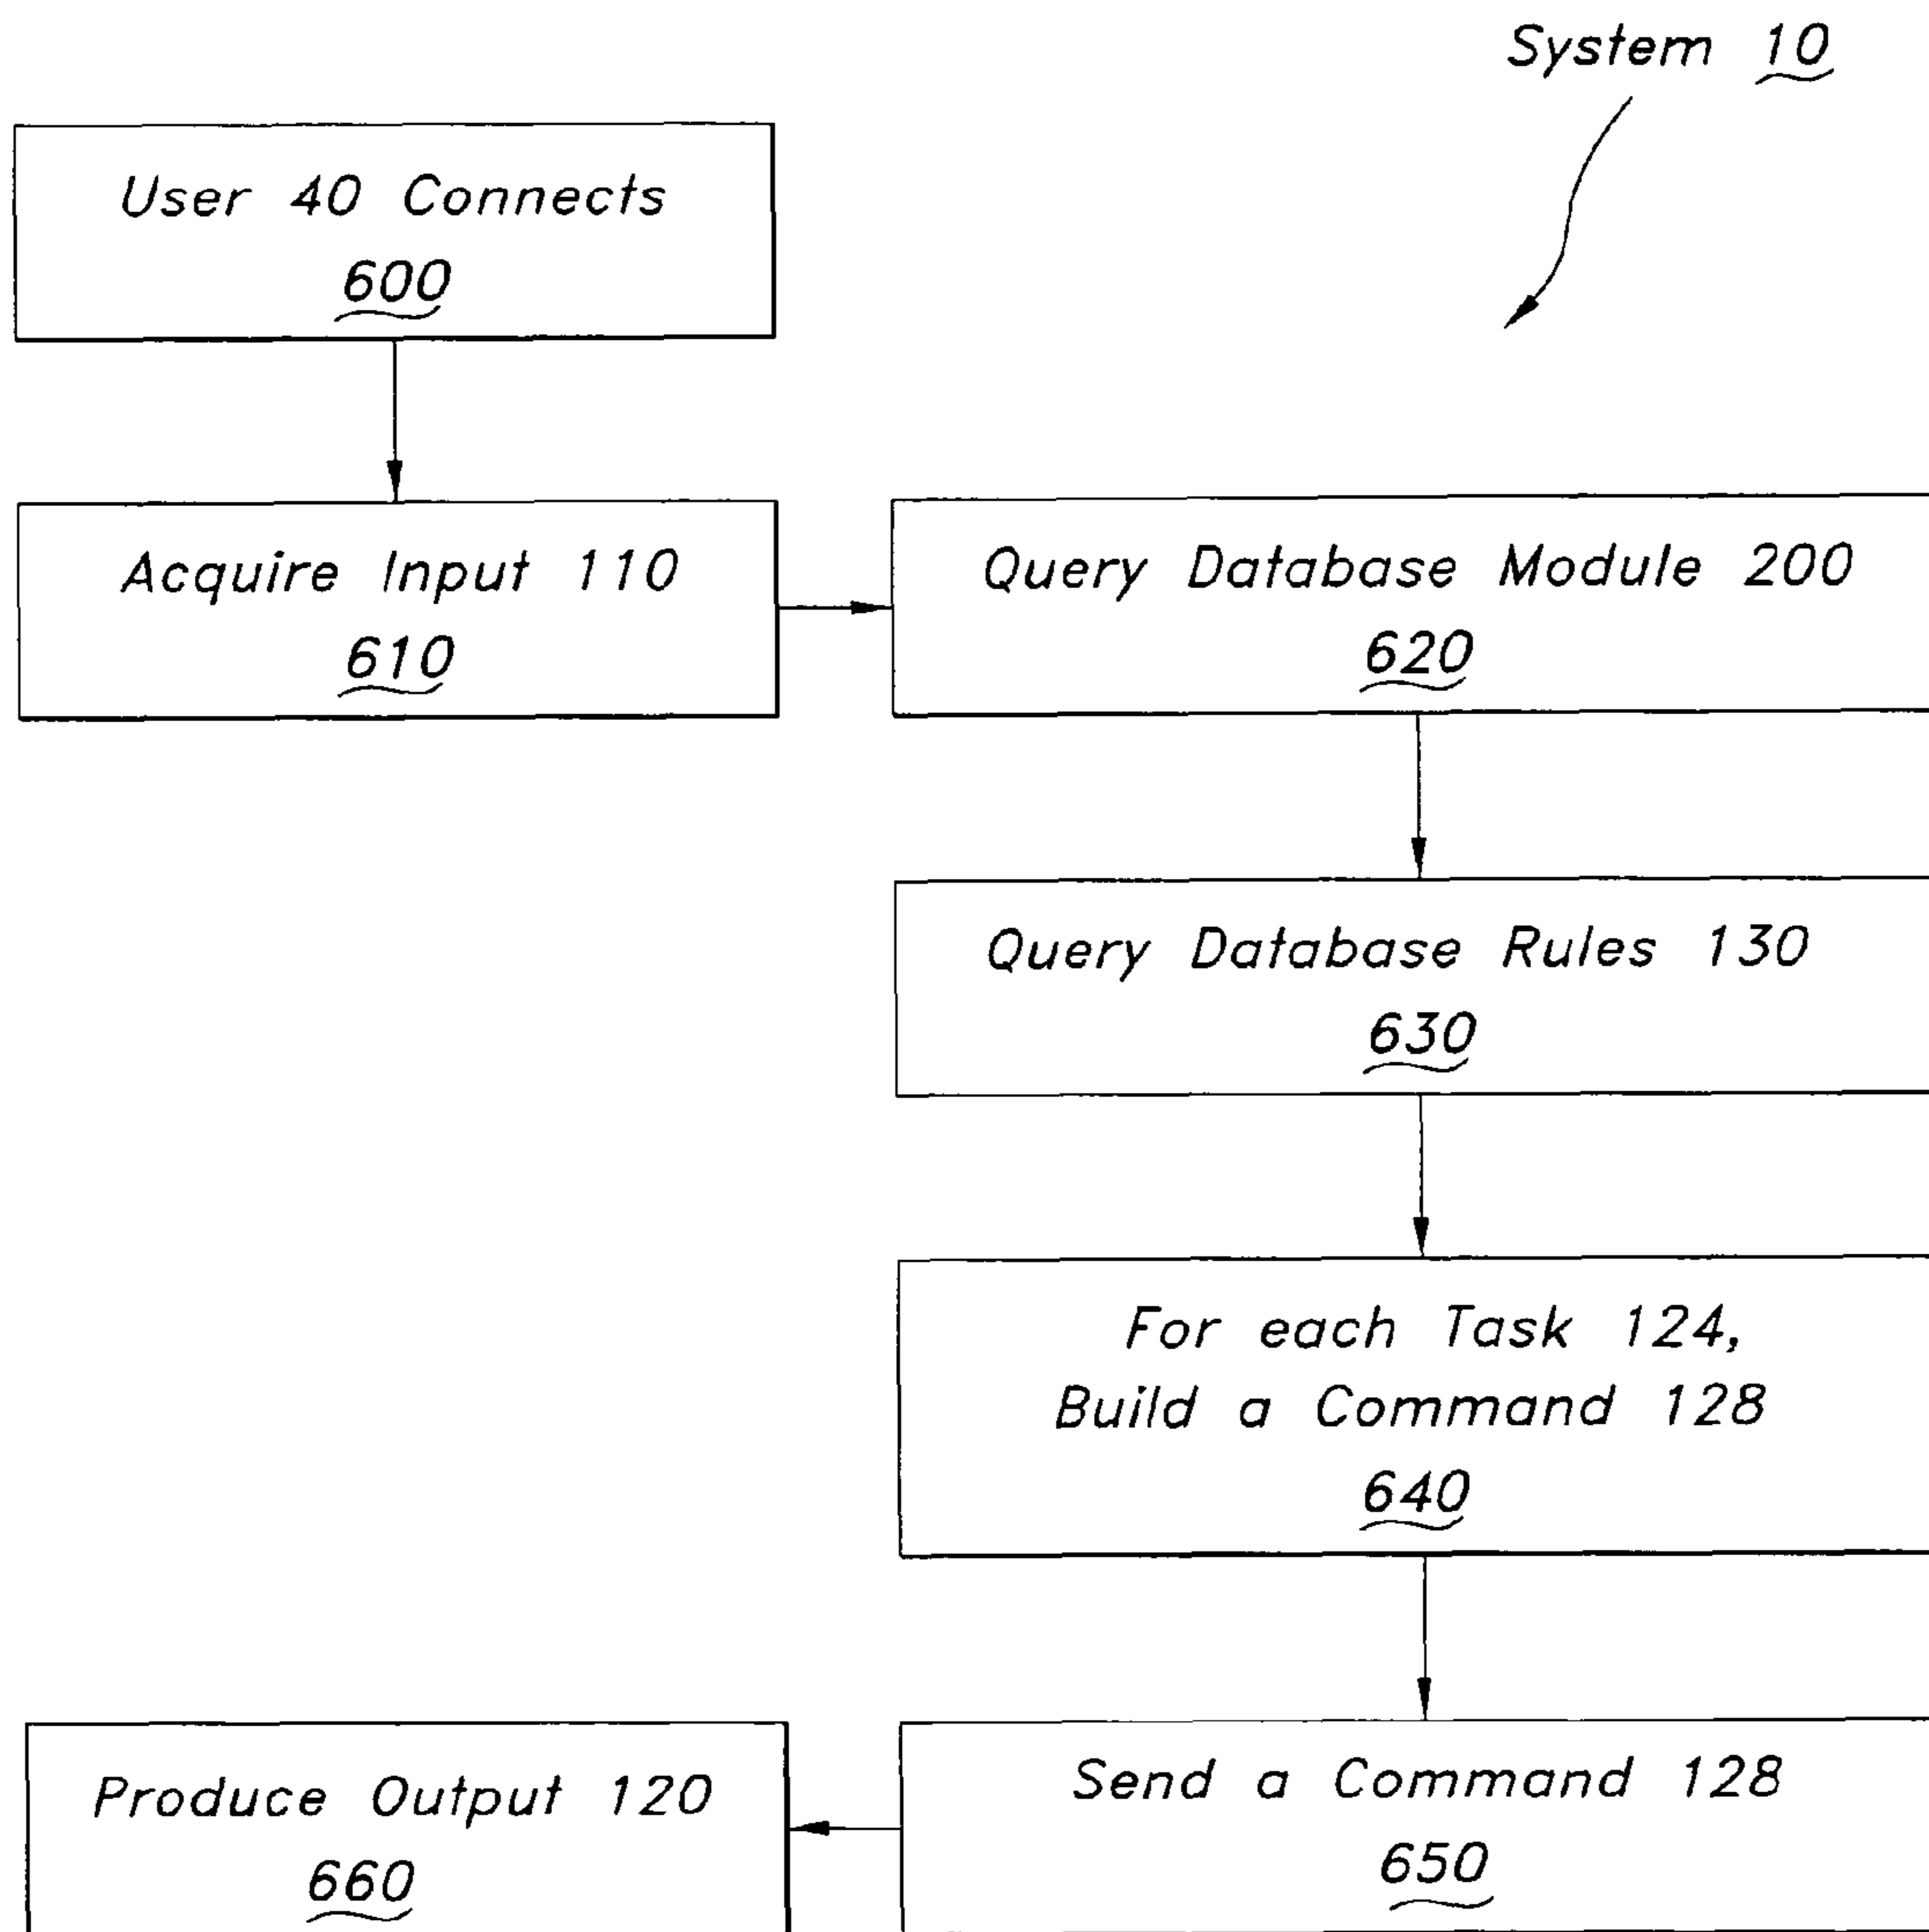 System 10
User 40 Connects
600
Acquire Input 110
610
Query Database Module 200
620
Query Database Rules 130
630
For each Task 124,
Build a Command 128
640
Send a Command 128
650
Produce Output 120
660